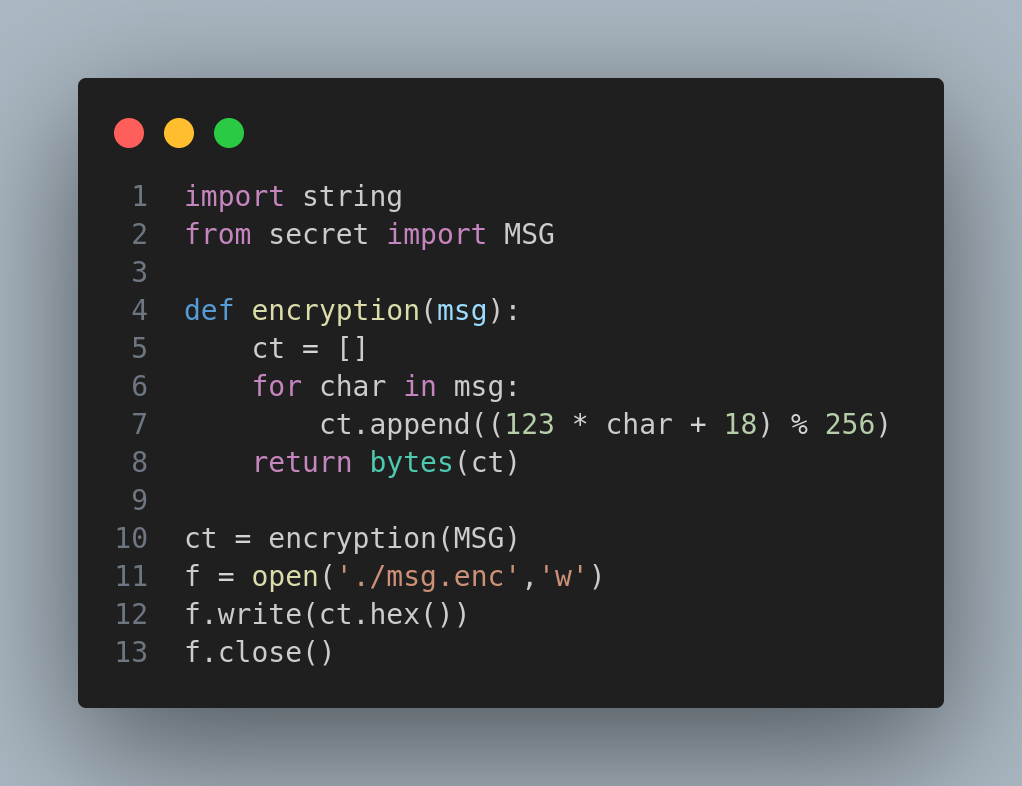 1 import string
2 from secret import MSG
3
4 def encryption(msg):
5     ct = []
6     for char in msg:
7         ct.append((123 * char + 18) % 256)
8     return bytes(ct)
9
10 ct = encryption(MSG)
11 f = open('./msg.enc','w')
12 f.write(ct.hex())
13 f.close()